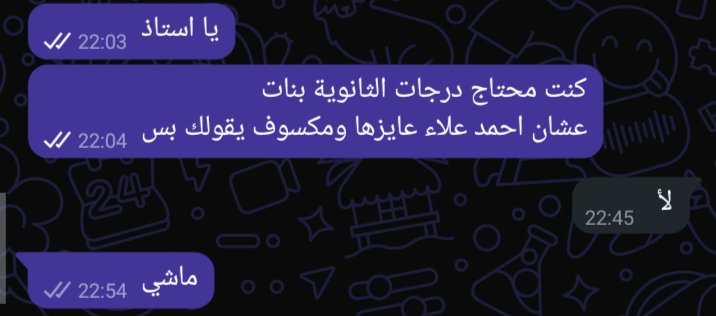 يا استاذ
22:03
كنت محتاج درجات الثانوية بنات
عشان احمد علاء عايزها ومكسوف يقولك بس
22:04
لأ
22:45
ماشي
22:54